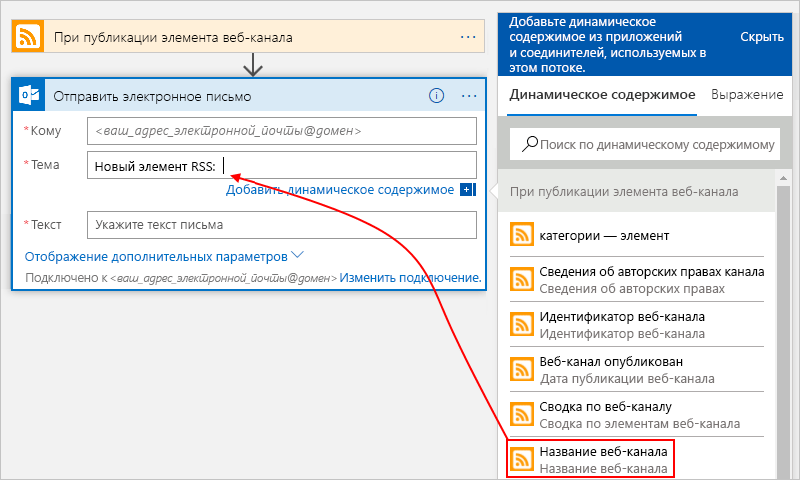 При публикации элемента веб-канала
Отправить электронное письмо
* Кому
<ваш_адрес_электронной_почты@домен>
* Тема
Новый элемент RSS:
Добавить динамическое содержимое
* Текст
Укажите текст письма
Отображение дополнительных параметров
Подключено к <ваш_адрес_электронной_почты@домен> Изменить подключение.
Добавьте динамическое
содержимое из приложений
и соединителей, используемых в
этом потоке.
Скрыть
Динамическое содержимое
Выражение
Поиск по динамическому содержимому
При публикации элемента веб-канала
категории — элемент
Сведения об авторских правах канала
Сведения об авторских правах
Идентификатор веб-канала
Идентификатор веб-канала
Веб-канал опубликован
Дата публикации веб-канала
Сводка по веб-каналу
Сводка по элементам веб-канала
Название веб-канала
Название веб-канала